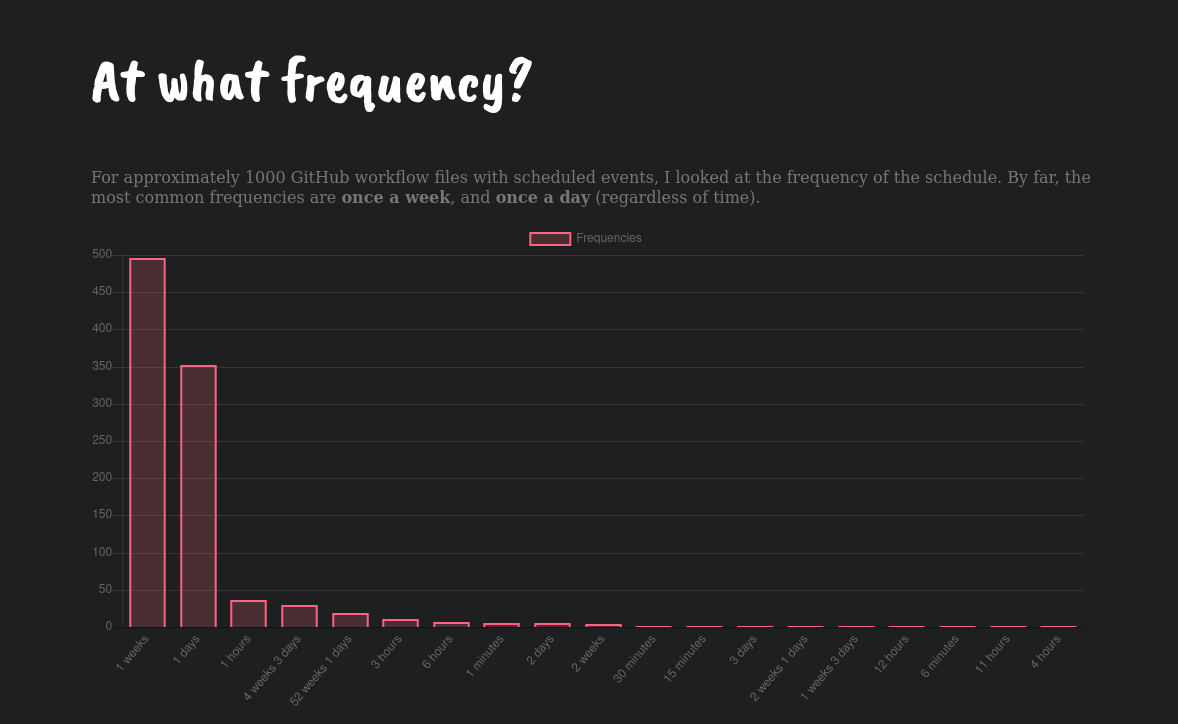 At what frequency?
For approximately 1000 GitHub workflow files with scheduled events, I looked at the frequency of the schedule. By far, the
most common frequencies are once a week, and once a day (regardless of time).
Frequencies
500
450
400
350
300
250
200
150
100
50
0
1 weeks
1 days
1 hours
4 weeks 3 days
52 weeks 1 days
3 hours
6 hours
1 minutes
2 days
2 weeks
30 minutes
15 minutes
3 days
2 weeks 1 days
1 weeks 3 days
12 hours
6 minutes
11 hours
4 hours